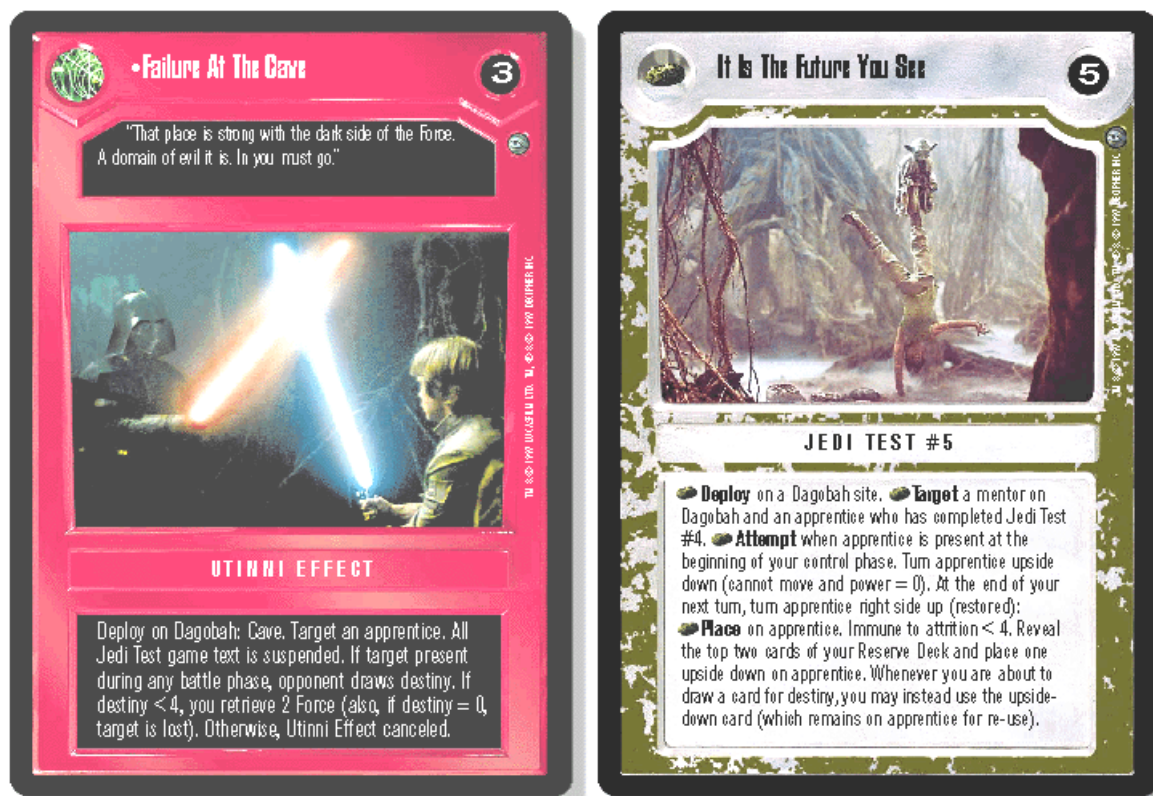 •Failure At The Cave
3
"That place is strong with the dark side of the Force.
A domain of evil it is. In you must go."
TM & © 1997 LUCASFILM LTD. TM, ® & © 1997 DECIPHER INC.
UTINNI EFFECT
Deploy on Dagobah: Cave. Target an apprentice. All
Jedi Test game text is suspended. If target present
during any battle phase, opponent draws destiny. If
destiny < 4, you retrieve 2 Force (also, if destiny = 0,
target is lost). Otherwise, Utinni Effect canceled.
It Is The Future You See
5
JEDI TEST #5
Deploy on a Dagobah site. Target a mentor on
Dagobah and an apprentice who has completed Jedi Test
#4. Attempt when apprentice is present at the
beginning of your control phase. Turn apprentice upside
down (cannot move and power = 0). At the end of your
next turn, turn apprentice right side up (restored):
Place on apprentice. Immune to attrition < 4. Reveal
the top two cards of your Reserve Deck and place one
upside down on apprentice. Whenever you are about to
draw a card for destiny, you may instead use the upside-
down card (which remains on apprentice for re-use).